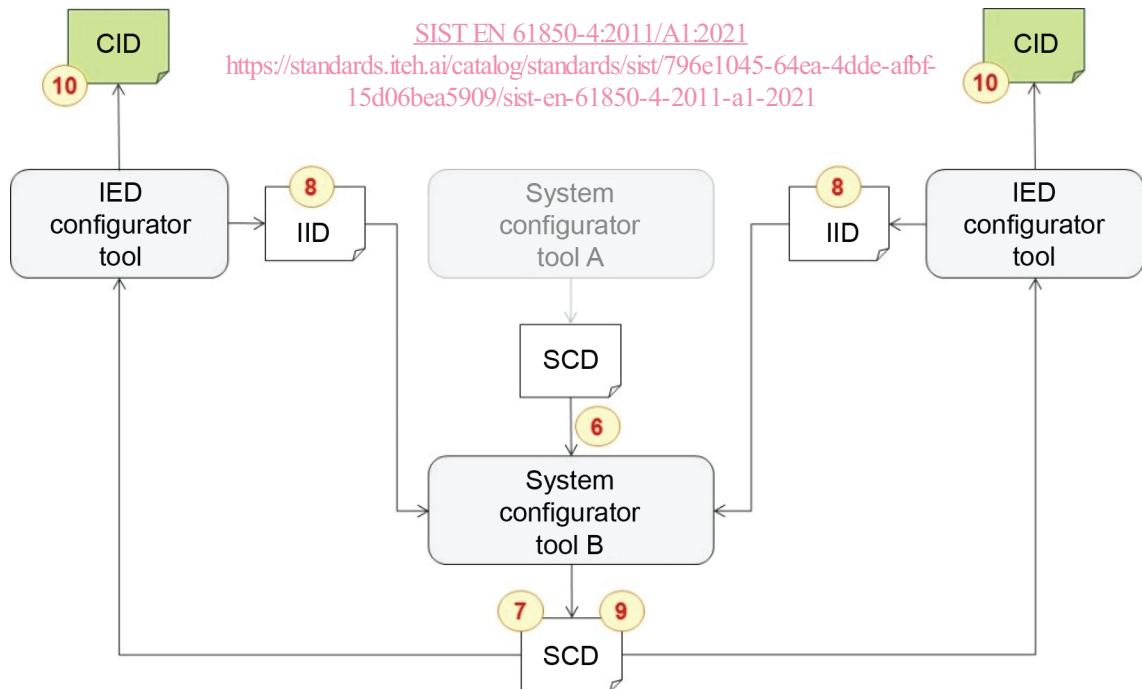 SIST EN 61850-4:2011/A1:2021
https://standards.iteh.ai/catalog/standards/sist/796e1045-64ea-4dde-afbf-
15d06bea5909/sist-en-61850-4-2011-a1-2021
CID
10
CID
10
IED
configurator
tool
8
IID
System
configurator
tool A
8
IID
IED
configurator
tool
SCD
6
System
configurator
tool B
7
9
SCD